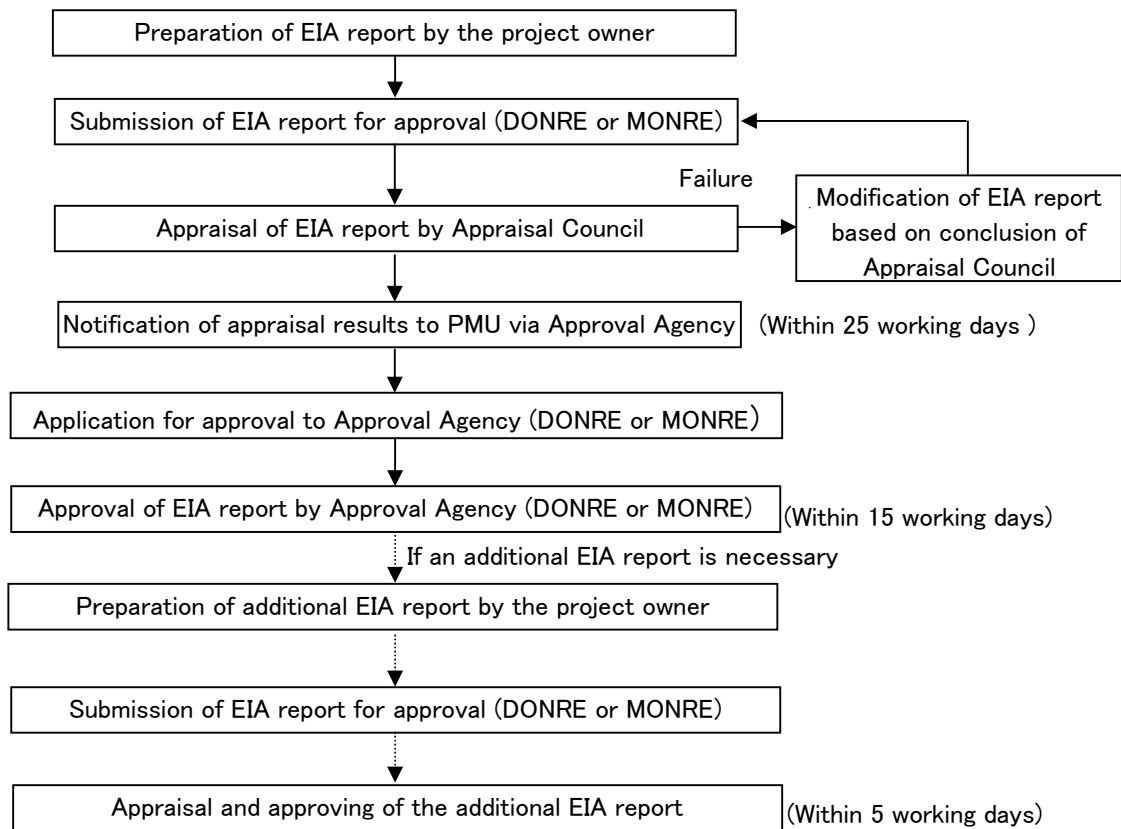 Preparation of EIA report by the project owner
Submission of EIA report for approval (DONRE or MONRE)
Failure
Modification of EIA report
based on conclusion of
Appraisal Council
Appraisal of EIA report by Appraisal Council
Notification of appraisal results to PMU via Approval Agency
(Within 25 working days )
Application for approval to Approval Agency (DONRE or MONRE)
Approval of EIA report by Approval Agency (DONRE or MONRE)
(Within 15 working days)
If an additional EIA report is necessary
Preparation of additional EIA report by the project owner
Submission of EIA report for approval (DONRE or MONRE)
Appraisal and approving of the additional EIA report
(Within 5 working days)